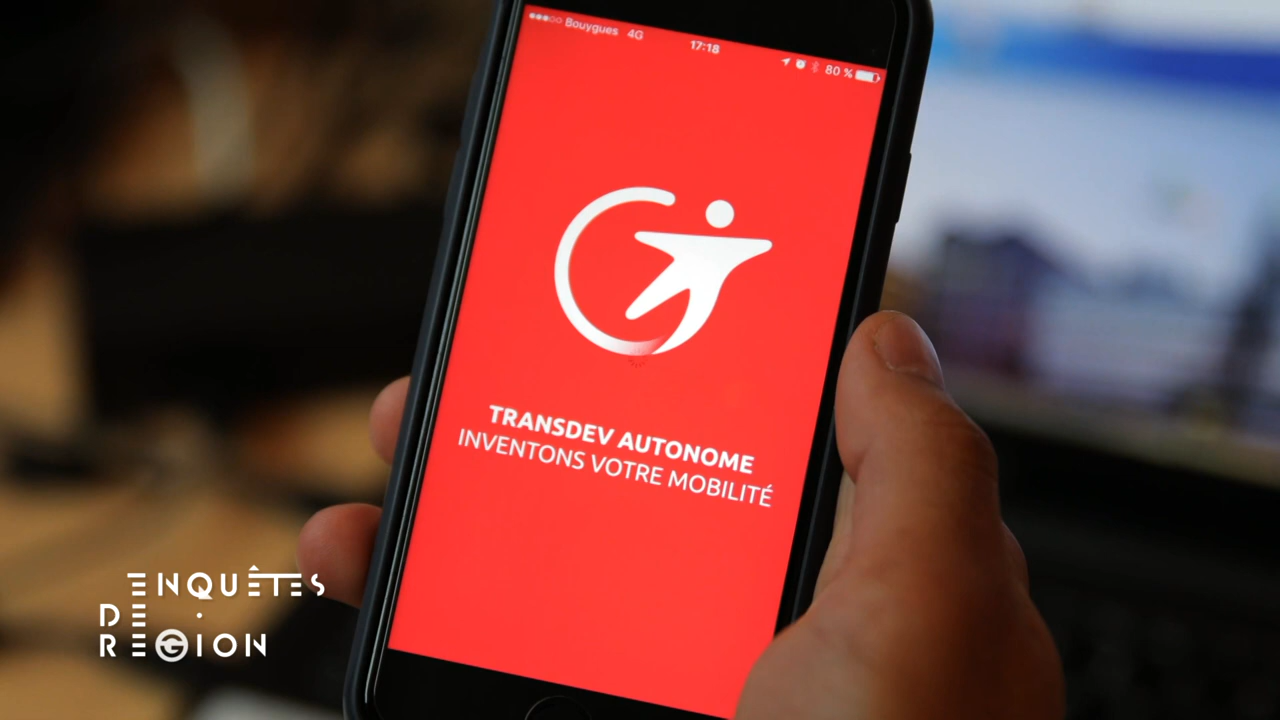 Bouygues 4G 17:18 80 %
TRANSDEV AUTONOME
INVENTONS VOTRE MOBILITÉ
ENQUÊTES
DE
RÉGION